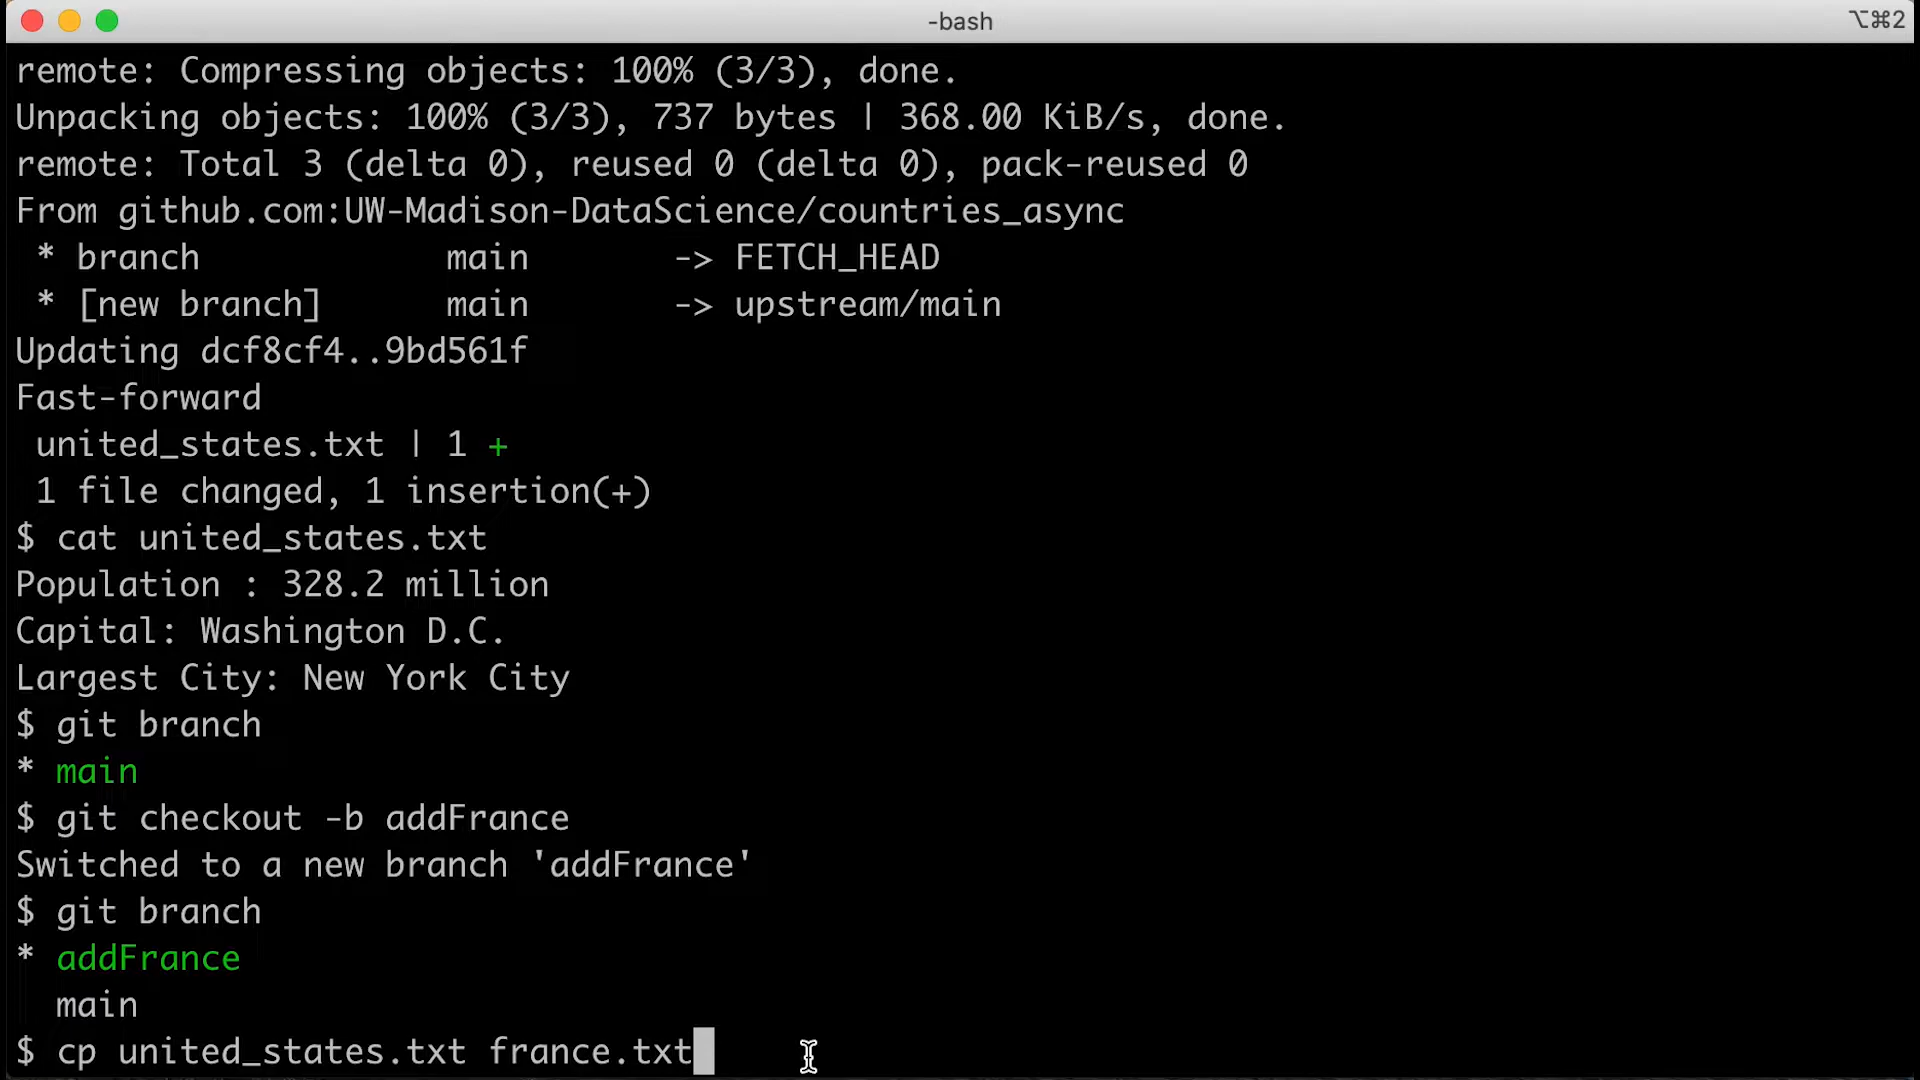 -bash
⌥⌘2
remote: Compressing objects: 100% (3/3), done.
Unpacking objects: 100% (3/3), 737 bytes | 368.00 KiB/s, done.
remote: Total 3 (delta 0), reused 0 (delta 0), pack-reused 0
From github.com:UW-Madison-DataScience/countries_async
 * branch            main       -> FETCH_HEAD
 * [new branch]      main       -> upstream/main
Updating dcf8cf4..9bd561f
Fast-forward
 united_states.txt | 1 +
 1 file changed, 1 insertion(+)
$ cat united_states.txt
Population : 328.2 million
Capital: Washington D.C.
Largest City: New York City
$ git branch
* main
$ git checkout -b addFrance
Switched to a new branch 'addFrance'
$ git branch
* addFrance
  main
$ cp united_states.txt france.txt